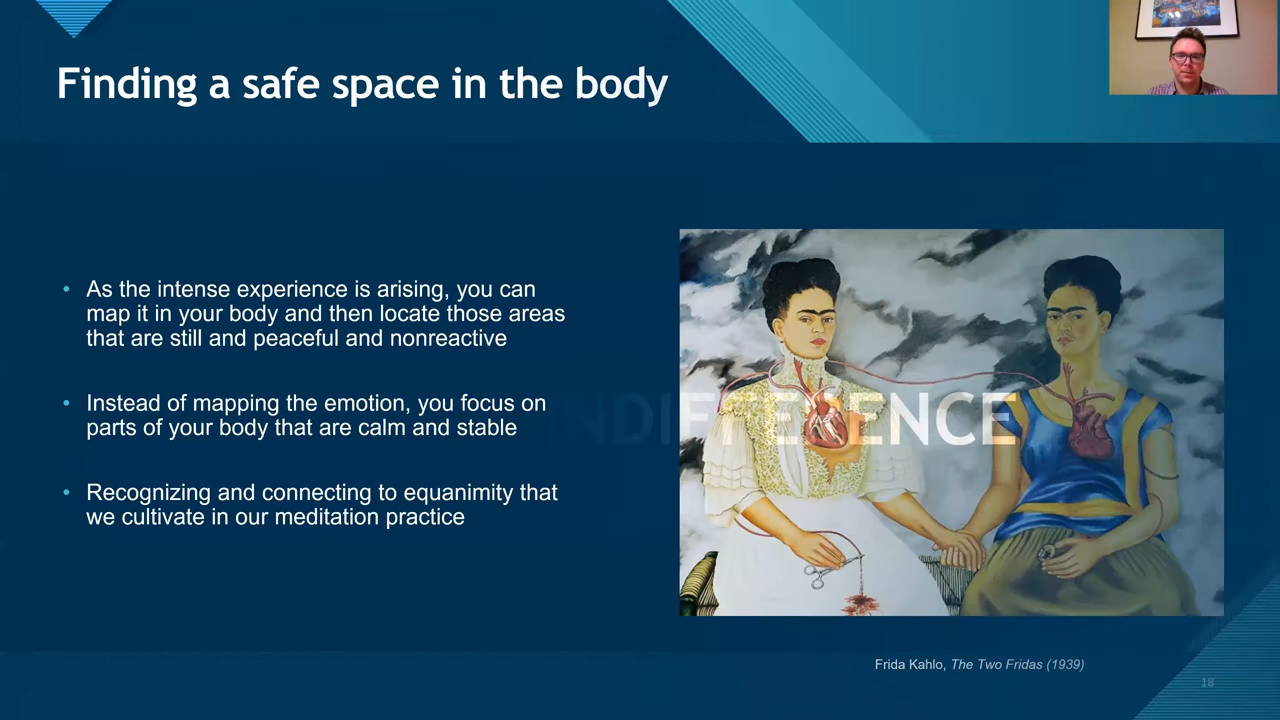 Finding a safe space in the body
• As the intense experience is arising, you can
map it in your body and then locate those areas
that are still and peaceful and nonreactive
• Instead of mapping the emotion, you focus on
parts of your body that are calm and stable
• Recognizing and connecting to equanimity that
we cultivate in our meditation practice
INDIFFERENCE
Frida Kahlo, The Two Fridas (1939)
18